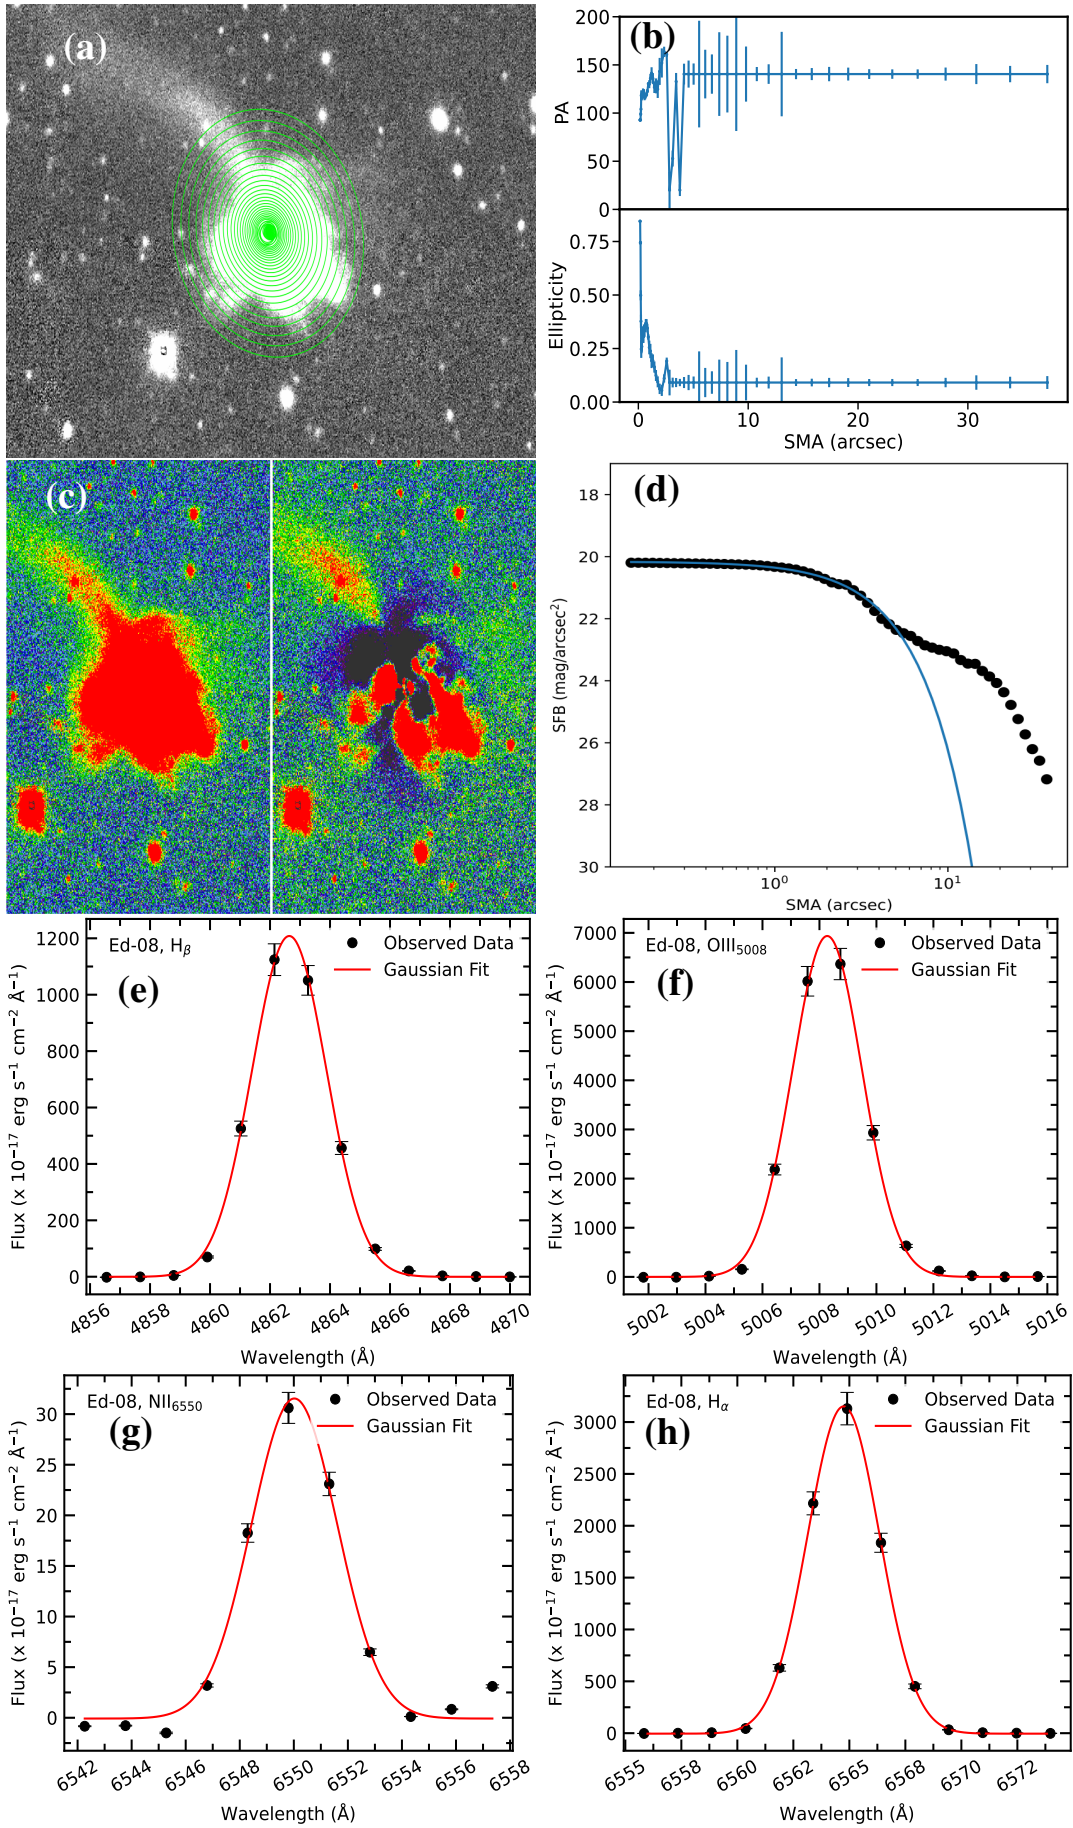 (a)
(b)
200
150
100
50
0
PA
0.75
0.50
0.25
0.00
Ellipticity
0
10
20
30
SMA (arcsec)
(c)
(d)
18
20
22
24
26
28
30
SFB (mag/arcsec²)
10⁰
10¹
SMA (arcsec)
(e)
Ed-08, Hβ
Observed Data
Gaussian Fit
1200
1000
800
600
400
200
0
Flux (x 10⁻¹⁷ erg s⁻¹ cm⁻² Å⁻¹)
4856
4858
4860
4862
4864
4866
4868
4870
Wavelength (Å)
(f)
Ed-08, OIII₅₀₀₈
Observed Data
Gaussian Fit
7000
6000
5000
4000
3000
2000
1000
0
Flux (x 10⁻¹⁷ erg s⁻¹ cm⁻² Å⁻¹)
5002
5004
5006
5008
5010
5012
5014
5016
Wavelength (Å)
(g)
Ed-08, NII₆₅₅₀
Observed Data
Gaussian Fit
30
25
20
15
10
5
0
Flux (x 10⁻¹⁷ erg s⁻¹ cm⁻² Å⁻¹)
6542
6544
6546
6548
6550
6552
6554
6556
6558
Wavelength (Å)
(h)
Ed-08, Hα
Observed Data
Gaussian Fit
3000
2500
2000
1500
1000
500
0
Flux (x 10⁻¹⁷ erg s⁻¹ cm⁻² Å⁻¹)
6555
6558
6560
6562
6565
6568
6570
6572
Wavelength (Å)